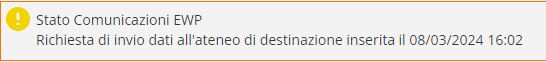 Stato Comunicazioni EWP
Richiesta di invio dati all'ateneo di destinazione inserita il 08/03/2024 16:02